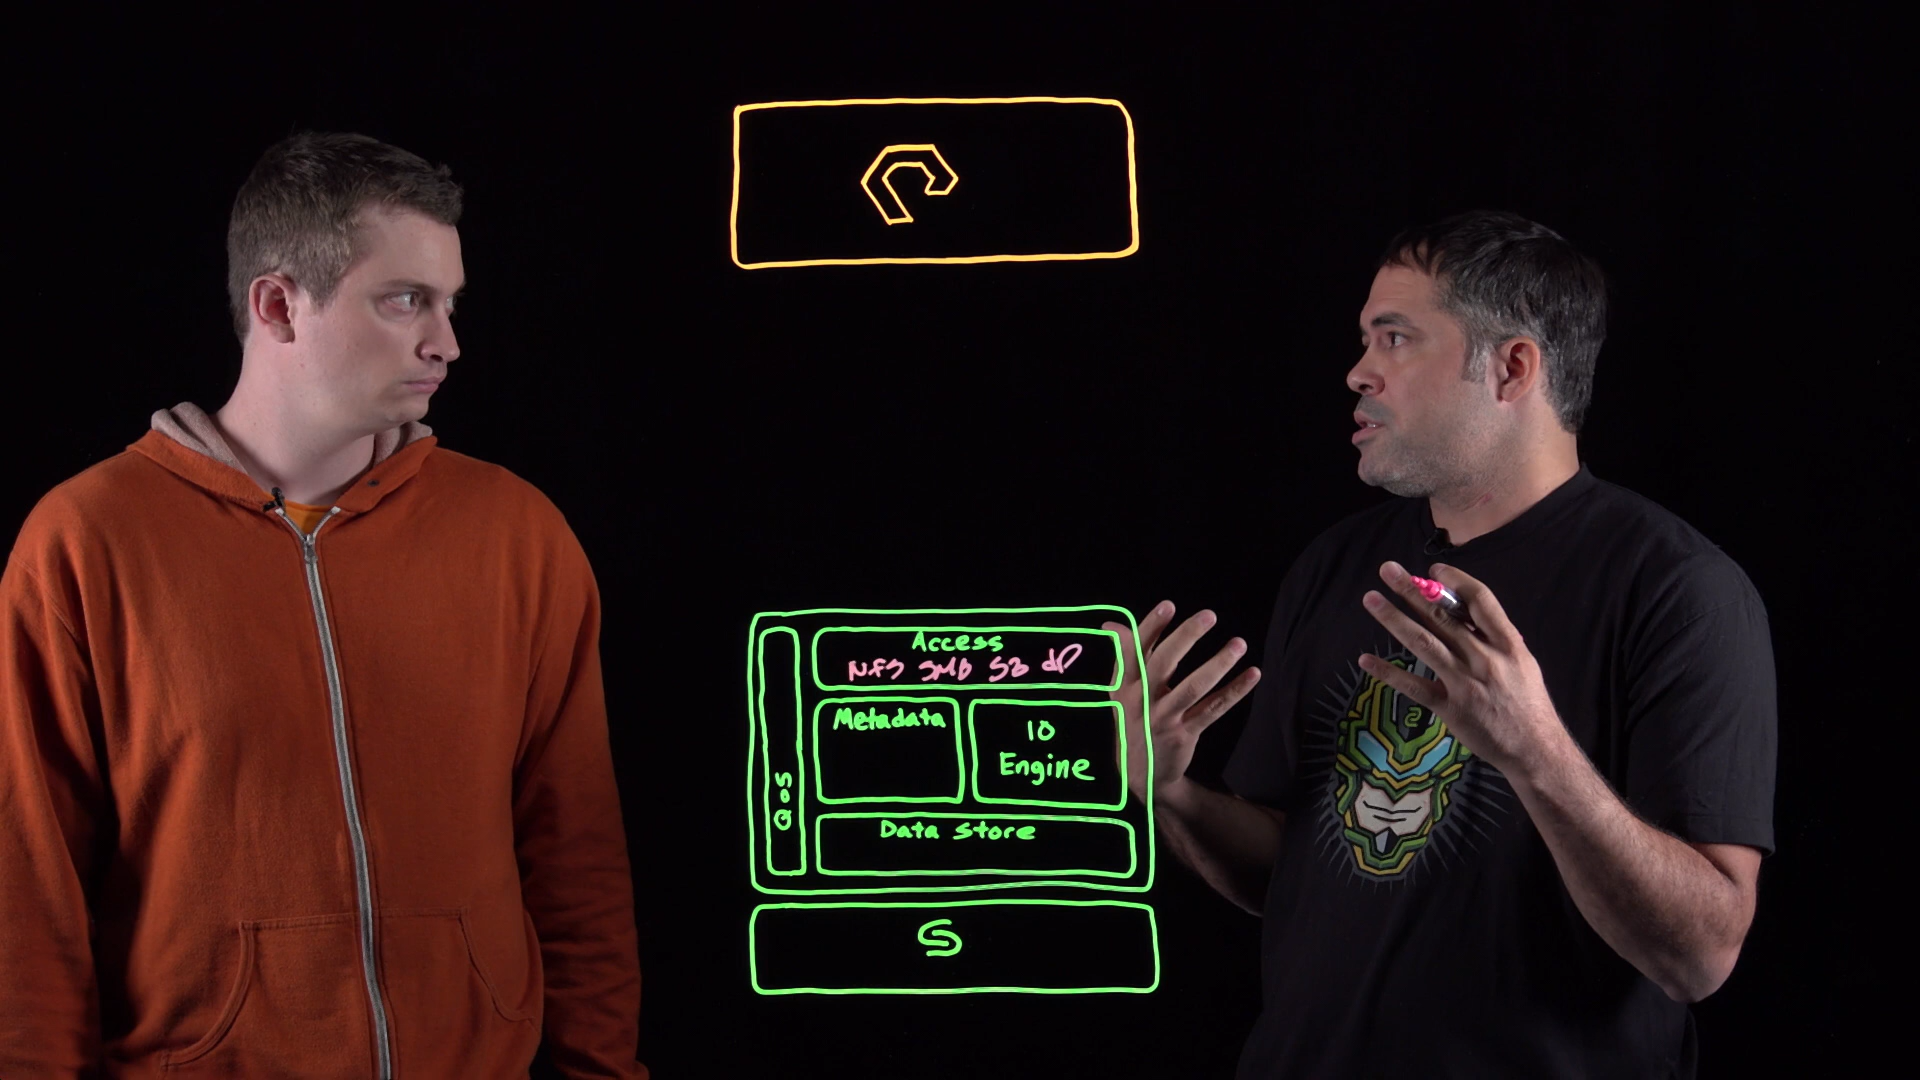 Access
NFS SMB S3 dP
Metadata
IO
Engine
QoS
Data Store
S